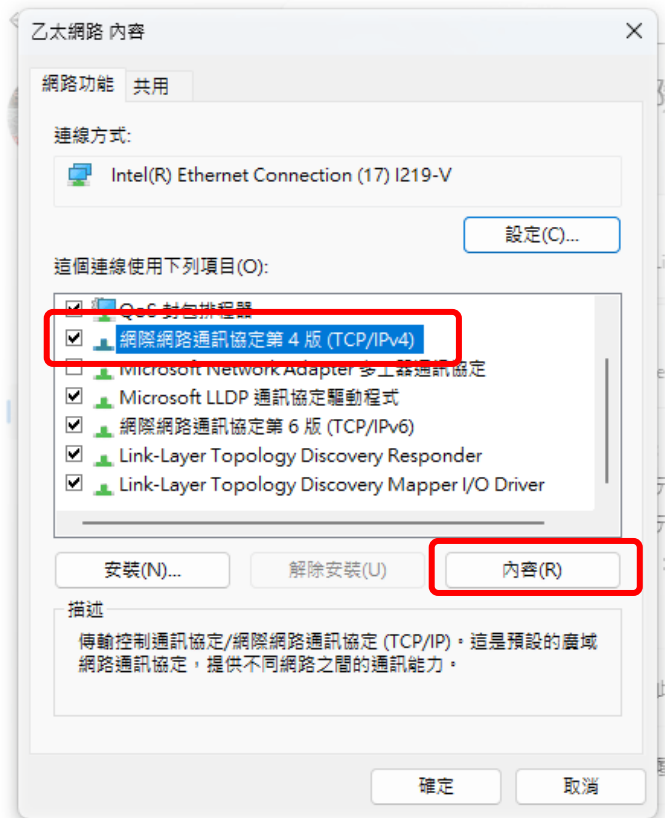 乙太網路 內容
網路功能 共用
連線方式:
Intel(R) Ethernet Connection (17) I219-V
設定(C)...
這個連線使用下列項目(O):
QoS 封包排程器
網際網路通訊協定第 4 版 (TCP/IPv4)
Microsoft Network Adapter 多工器通訊協定
Microsoft LLDP 通訊協定驅動程式
網際網路通訊協定第 6 版 (TCP/IPv6)
Link-Layer Topology Discovery Responder
Link-Layer Topology Discovery Mapper I/O Driver
安裝(N)... 解除安裝(U) 內容(R)
描述
傳輸控制通訊協定/網際網路通訊協定 (TCP/IP)。這是預設的廣域
網路通訊協定，提供不同網路之間的通訊能力。
確定 取消